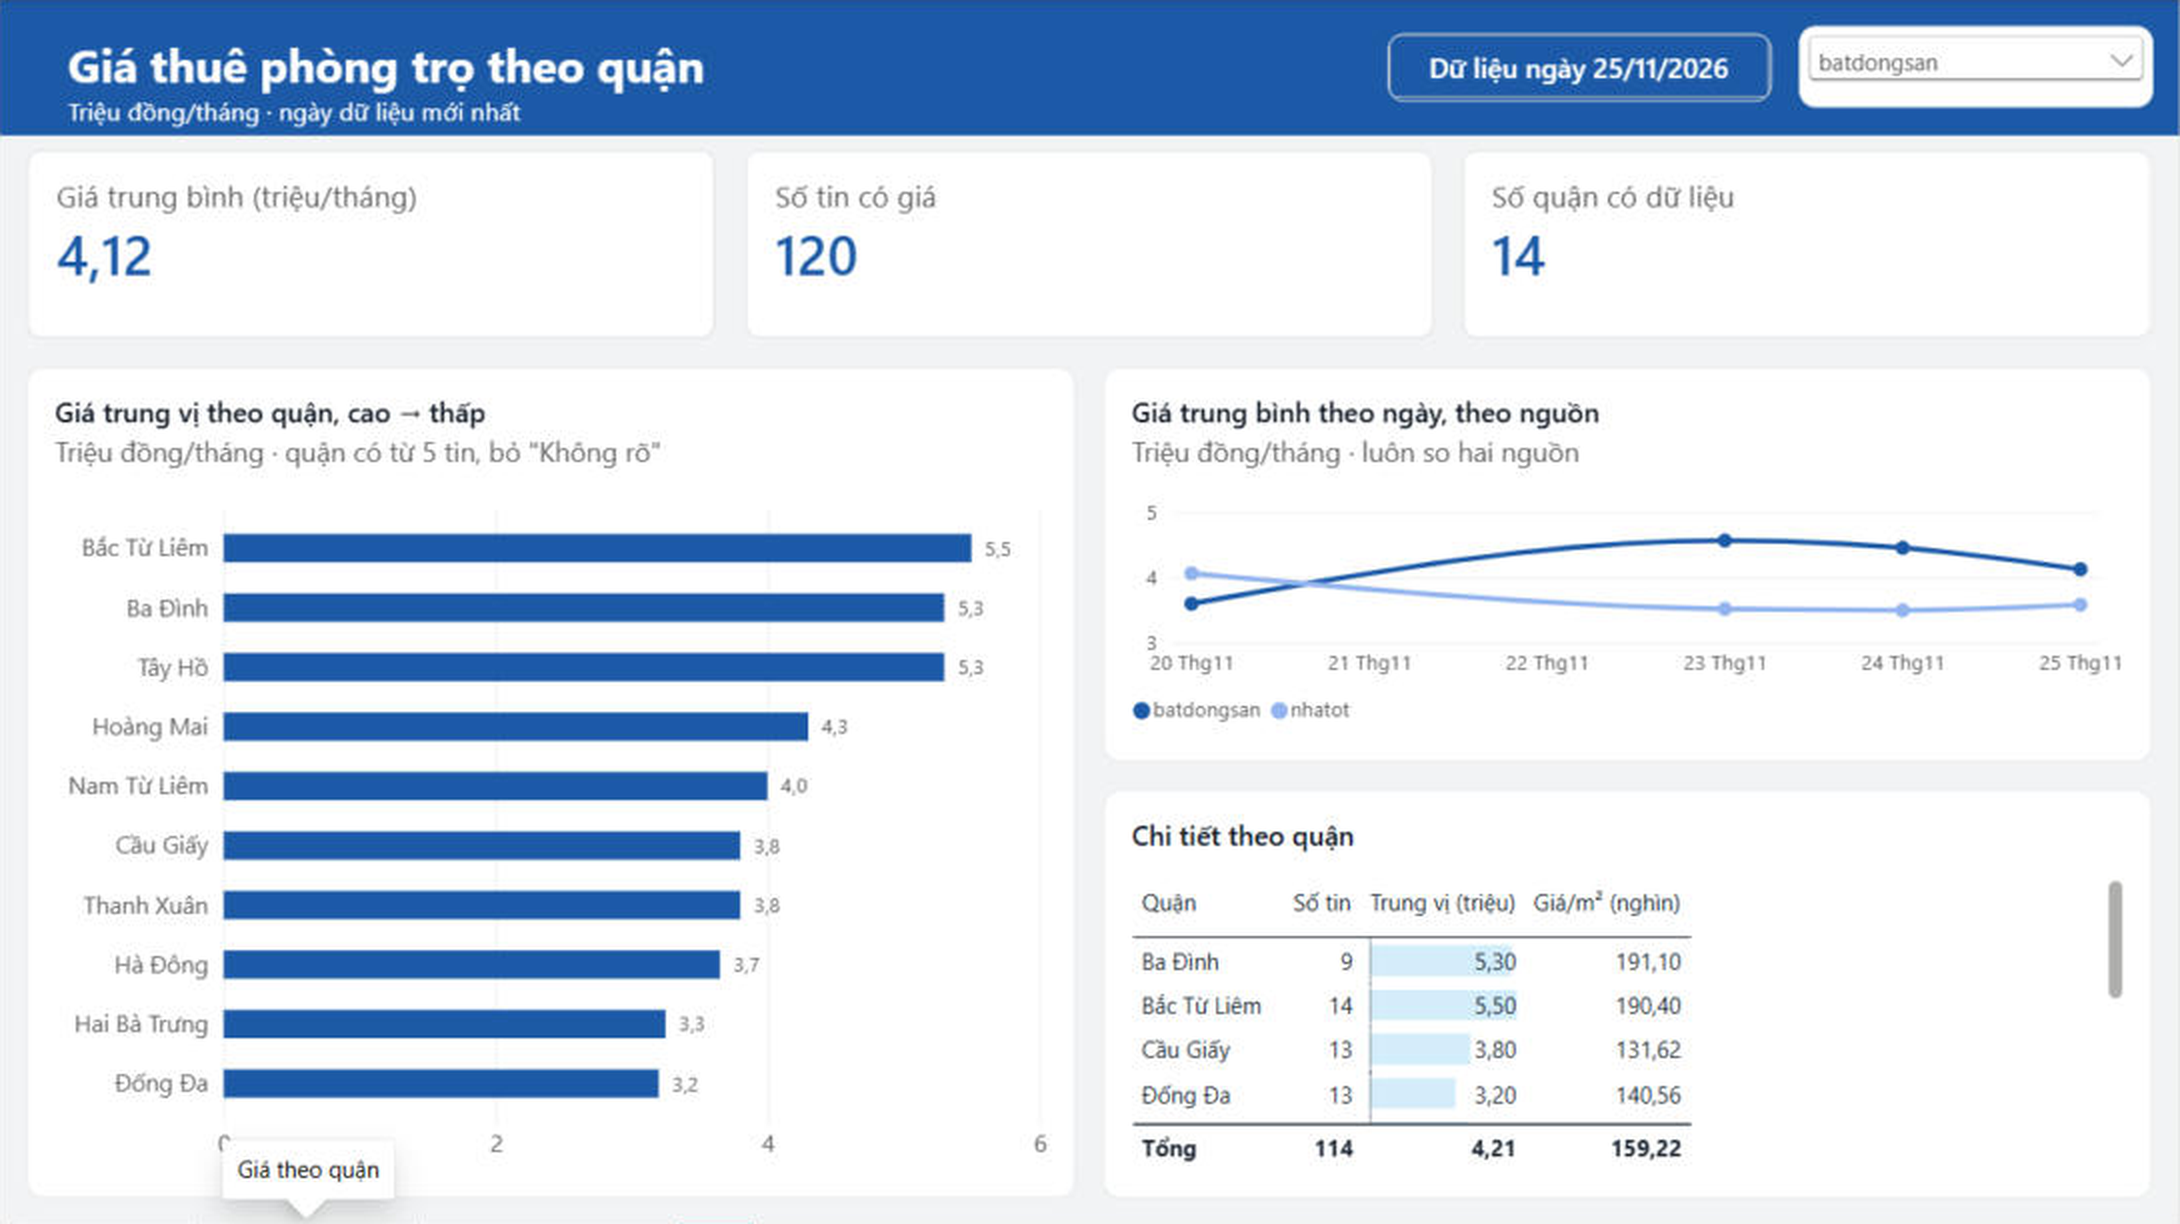 Giá thuê phòng trọ theo quận
Triệu đồng/tháng · ngày dữ liệu mới nhất
Dữ liệu ngày 25/11/2026
batdongsan
Giá trung bình (triệu/tháng)
4,12
Số tin có giá
120
Số quận có dữ liệu
14
Giá trung vị theo quận, cao → thấp
Triệu đồng/tháng · quận có từ 5 tin, bỏ "Không rõ"
Bắc Từ Liêm 5,5
Ba Đình 5,3
Tây Hồ 5,3
Hoàng Mai 4,3
Nam Từ Liêm 4,0
Cầu Giấy 3,8
Thanh Xuân 3,8
Hà Đông 3,7
Hai Bà Trưng 3,3
Đống Đa 3,2
0 2 4 6
Giá theo quận
Giá trung bình theo ngày, theo nguồn
Triệu đồng/tháng · luôn so hai nguồn
5
4
3
20 Thg11 21 Thg11 22 Thg11 23 Thg11 24 Thg11 25 Thg11
batdongsan nhatot
Chi tiết theo quận
Quận Số tin Trung vị (triệu) Giá/m² (nghìn)
Ba Đình 9 5,30 191,10
Bắc Từ Liêm 14 5,50 190,40
Cầu Giấy 13 3,80 131,62
Đống Đa 13 3,20 140,56
Tổng 114 4,21 159,22